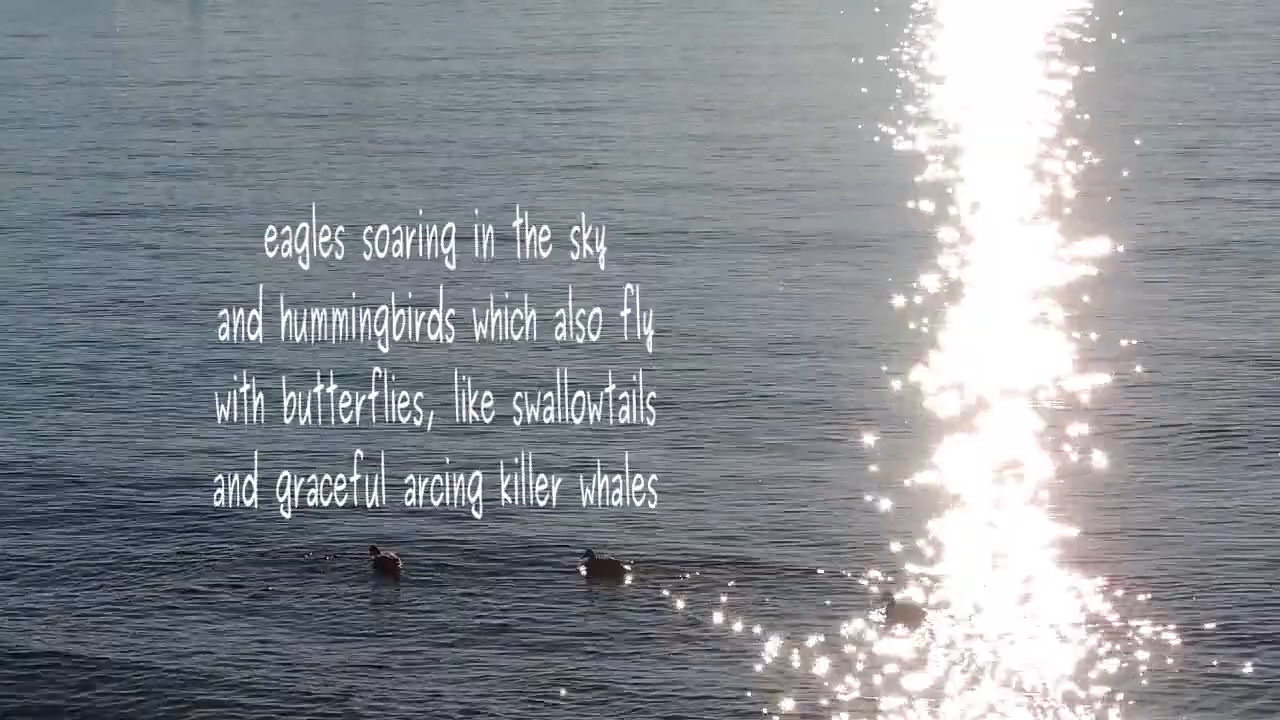 eagles soaring in the sky
and hummingbirds which also fly
with butterflies, like swallowtails
and graceful arcing killer whales